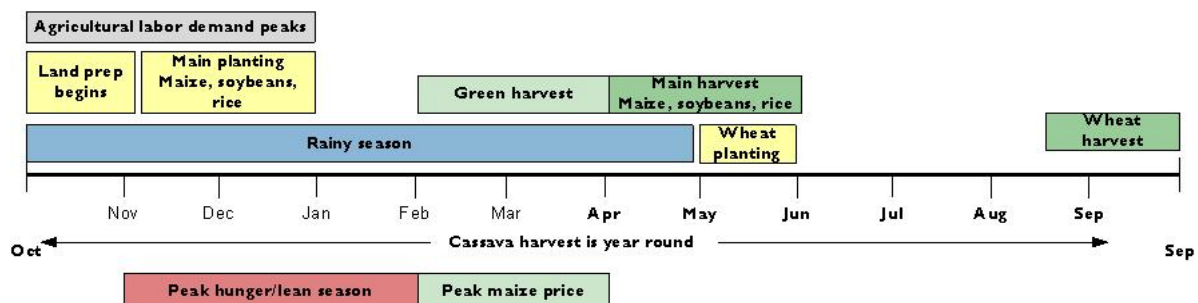 Agricultural labor demand peaks
Land prep
begins
Main planting
Maize, soybeans,
rice
Green harvest
Main harvest
Maize, soybeans, rice
Rainy season
Wheat
planting
Wheat
harvest
Nov
Dec
Jan
Feb
Mar
Apr
May
Jun
Jul
Aug
Sep
Oct
Cassava harvest is year round
Sep
Peak hunger/lean season
Peak maize price